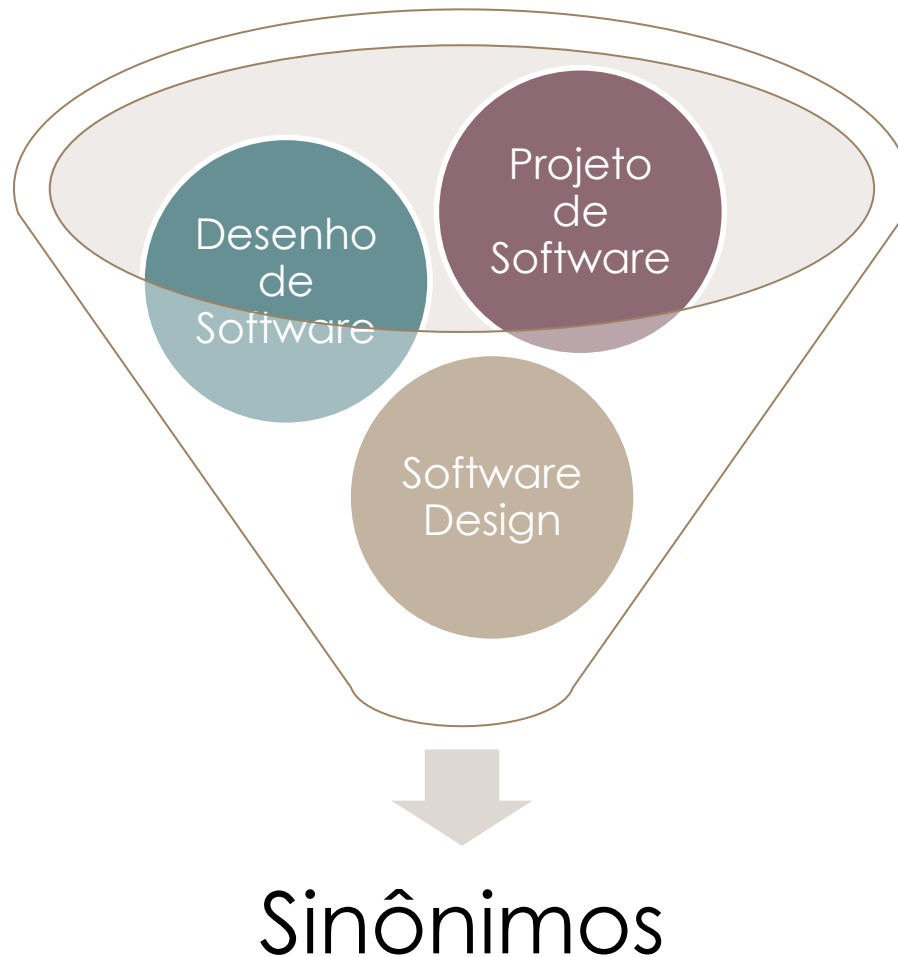 Projeto
de
Software
Desenho
de
Software
Software
Design
Sinônimos